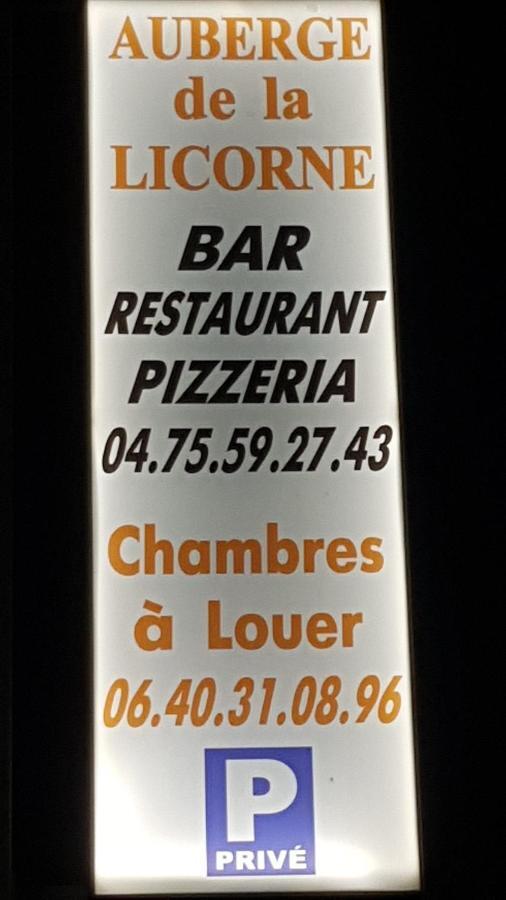 AUBERGE
de la
LICORNE
BAR
RESTAURANT
PIZZERIA
04.75.59.27.43
Chambres
à Louer
06.40.31.08.96
P
PRIVÉ